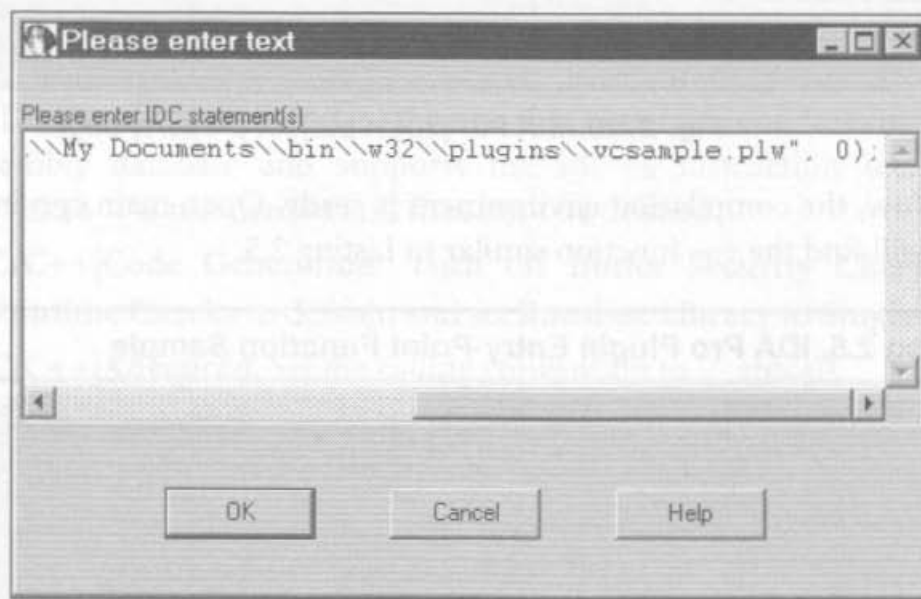 Please enter text
Please enter IDC statement(s)
.\\My Documents\\bin\\w32\\plugins\\vcsample.plw", 0);
OK
Cancel
Help